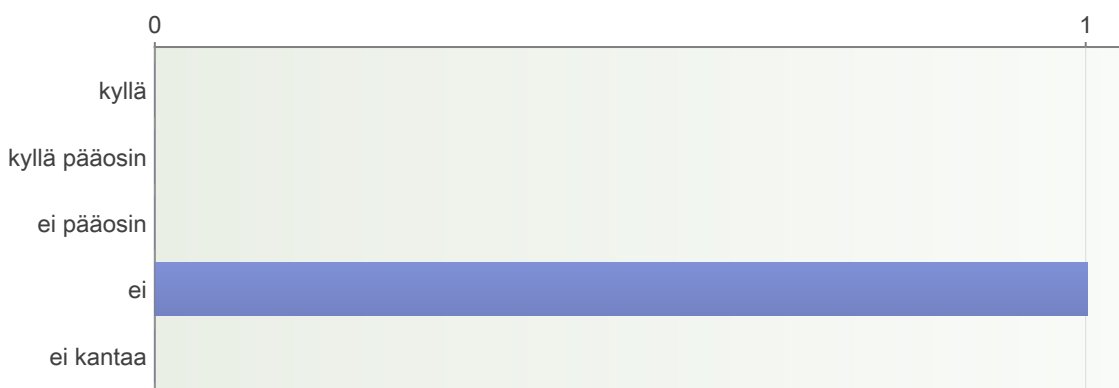 0 1
kyllä
kyllä pääosin
ei pääosin
ei
ei kantaa